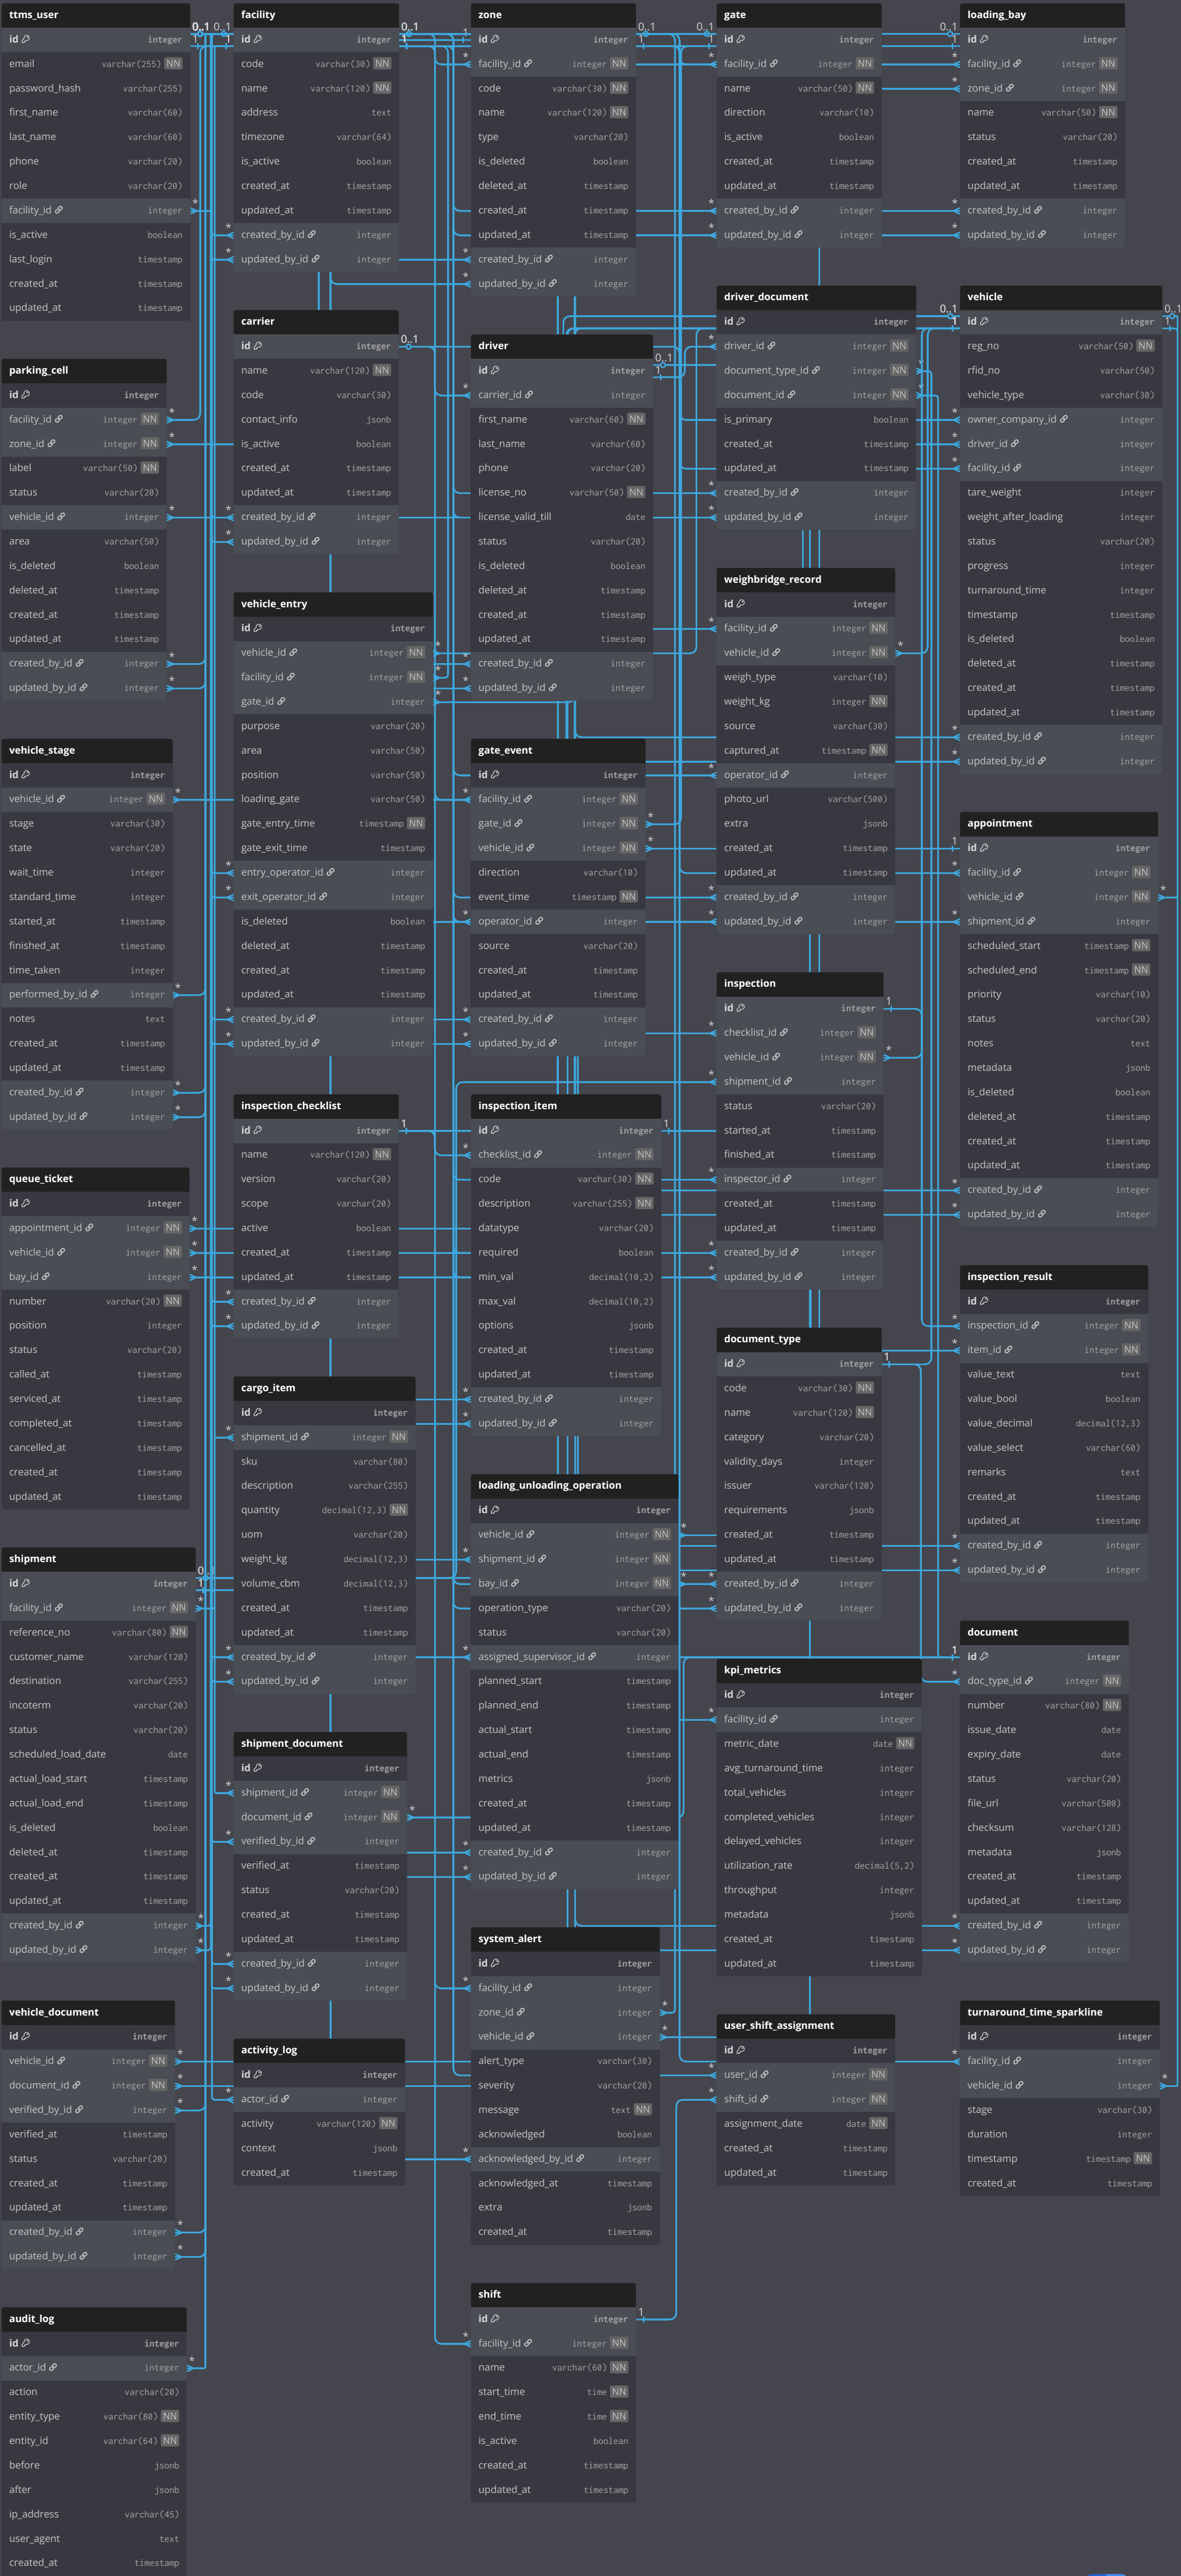 ttms_user
id integer
email varchar(255) NN
password_hash varchar(255)
first_name varchar(60)
last_name varchar(60)
phone varchar(20)
role varchar(20)
facility_id integer
is_active boolean
last_login timestamp
created_at timestamp
updated_at timestamp
facility
id integer
code varchar(30) NN
name varchar(120) NN
address text
timezone varchar(64)
is_active boolean
created_at timestamp
updated_at timestamp
created_by_id integer
updated_by_id integer
zone
id integer
facility_id integer NN
code varchar(30) NN
name varchar(120) NN
type varchar(20)
is_deleted boolean
deleted_at timestamp
created_at timestamp
updated_at timestamp
created_by_id integer
updated_by_id integer
gate
id integer
facility_id integer NN
name varchar(50) NN
direction varchar(10)
is_active boolean
created_at timestamp
updated_at timestamp
created_by_id integer
updated_by_id integer
loading_bay
id integer
facility_id integer NN
zone_id integer NN
name varchar(50) NN
status varchar(20)
created_at timestamp
updated_at timestamp
created_by_id integer
updated_by_id integer
parking_cell
id integer
facility_id integer NN
zone_id integer NN
label varchar(50) NN
status varchar(20)
vehicle_id integer
area varchar(50)
is_deleted boolean
deleted_at timestamp
created_at timestamp
updated_at timestamp
created_by_id integer
updated_by_id integer
carrier
id integer
name varchar(120) NN
code varchar(30)
contact_info jsonb
is_active boolean
created_at timestamp
updated_at timestamp
created_by_id integer
updated_by_id integer
driver
id integer
carrier_id integer
first_name varchar(60) NN
last_name varchar(60)
phone varchar(20)
license_no varchar(50) NN
license_valid_till date
status varchar(20)
is_deleted boolean
deleted_at timestamp
created_at timestamp
updated_at timestamp
created_by_id integer
updated_by_id integer
driver_document
id integer
driver_id integer NN
document_type_id integer NN
document_id integer NN
is_primary boolean
created_at timestamp
updated_at timestamp
created_by_id integer
updated_by_id integer
vehicle
id integer
reg_no varchar(50) NN
rfid_no varchar(50)
vehicle_type varchar(30)
owner_company_id integer
driver_id integer
facility_id integer
tare_weight integer
weight_after_loading integer
status varchar(20)
progress integer
turnaround_time integer
timestamp timestamp
is_deleted boolean
deleted_at timestamp
created_at timestamp
updated_at timestamp
created_by_id integer
updated_by_id integer
vehicle_entry
id integer
vehicle_id integer NN
facility_id integer NN
gate_id integer
purpose varchar(20)
area varchar(50)
position varchar(50)
loading_gate varchar(50)
gate_entry_time timestamp NN
gate_exit_time timestamp
entry_operator_id integer
exit_operator_id integer
is_deleted boolean
deleted_at timestamp
created_at timestamp
updated_at timestamp
created_by_id integer
updated_by_id integer
weighbridge_record
id integer
facility_id integer NN
vehicle_id integer NN
weigh_type varchar(10)
weight_kg integer NN
source varchar(30)
captured_at timestamp NN
operator_id integer
photo_url varchar(500)
extra jsonb
created_at timestamp
updated_at timestamp
created_by_id integer
updated_by_id integer
vehicle_stage
id integer
vehicle_id integer NN
stage varchar(30)
state varchar(20)
wait_time integer
standard_time integer
started_at timestamp
finished_at timestamp
time_taken integer
performed_by_id integer
notes text
created_at timestamp
updated_at timestamp
created_by_id integer
updated_by_id integer
gate_event
id integer
facility_id integer NN
gate_id integer NN
vehicle_id integer NN
direction varchar(10)
event_time timestamp NN
operator_id integer
source varchar(20)
created_at timestamp
updated_at timestamp
created_by_id integer
updated_by_id integer
appointment
id integer
facility_id integer NN
vehicle_id integer NN
shipment_id integer
scheduled_start timestamp NN
scheduled_end timestamp NN
priority varchar(10)
status varchar(20)
notes text
metadata jsonb
is_deleted boolean
deleted_at timestamp
created_at timestamp
updated_at timestamp
created_by_id integer
updated_by_id integer
inspection
id integer
checklist_id integer NN
vehicle_id integer NN
shipment_id integer
status varchar(20)
started_at timestamp
finished_at timestamp
inspector_id integer
created_at timestamp
updated_at timestamp
created_by_id integer
updated_by_id integer
inspection_checklist
id integer
name varchar(120) NN
version varchar(20)
scope varchar(20)
active boolean
created_at timestamp
updated_at timestamp
created_by_id integer
updated_by_id integer
inspection_item
id integer
checklist_id integer NN
code varchar(30) NN
description varchar(255) NN
datatype varchar(20)
required boolean
min_val decimal(10,2)
max_val decimal(10,2)
options jsonb
created_at timestamp
updated_at timestamp
created_by_id integer
updated_by_id integer
queue_ticket
id integer
appointment_id integer NN
vehicle_id integer NN
bay_id integer
number varchar(20) NN
position integer
status varchar(20)
called_at timestamp
serviced_at timestamp
completed_at timestamp
cancelled_at timestamp
created_at timestamp
updated_at timestamp
inspection_result
id integer
inspection_id integer NN
item_id integer NN
value_text text
value_bool boolean
value_decimal decimal(12,3)
value_select varchar(60)
remarks text
created_at timestamp
updated_at timestamp
created_by_id integer
updated_by_id integer
document_type
id integer
code varchar(30) NN
name varchar(120) NN
category varchar(20)
validity_days integer
issuer varchar(120)
requirements jsonb
created_at timestamp
updated_at timestamp
created_by_id integer
updated_by_id integer
cargo_item
id integer
shipment_id integer NN
sku varchar(80)
description varchar(255)
quantity decimal(12,3) NN
uom varchar(20)
weight_kg decimal(12,3)
volume_cbm decimal(12,3)
created_at timestamp
updated_at timestamp
created_by_id integer
updated_by_id integer
loading_unloading_operation
id integer
vehicle_id integer NN
shipment_id integer NN
bay_id integer NN
operation_type varchar(20)
status varchar(20)
assigned_supervisor_id integer
planned_start timestamp
planned_end timestamp
actual_start timestamp
actual_end timestamp
metrics jsonb
created_at timestamp
updated_at timestamp
created_by_id integer
updated_by_id integer
shipment
id integer
facility_id integer NN
reference_no varchar(80) NN
customer_name varchar(120)
destination varchar(255)
incoterm varchar(20)
status varchar(20)
scheduled_load_date date
actual_load_start timestamp
actual_load_end timestamp
is_deleted boolean
deleted_at timestamp
created_at timestamp
updated_at timestamp
created_by_id integer
updated_by_id integer
document
id integer
doc_type_id integer NN
number varchar(80) NN
issue_date date
expiry_date date
status varchar(20)
file_url varchar(500)
checksum varchar(128)
metadata jsonb
created_at timestamp
updated_at timestamp
created_by_id integer
updated_by_id integer
kpi_metrics
id integer
facility_id integer
metric_date date NN
avg_turnaround_time integer
total_vehicles integer
completed_vehicles integer
delayed_vehicles integer
utilization_rate decimal(5,2)
throughput integer
metadata jsonb
created_at timestamp
updated_at timestamp
shipment_document
id integer
shipment_id integer NN
document_id integer NN
verified_by_id integer
verified_at timestamp
status varchar(20)
created_at timestamp
updated_at timestamp
created_by_id integer
updated_by_id integer
system_alert
id integer
facility_id integer
zone_id integer
vehicle_id integer
alert_type varchar(30)
severity varchar(20)
message text NN
acknowledged boolean
acknowledged_by_id integer
acknowledged_at timestamp
extra jsonb
created_at timestamp
vehicle_document
id integer
vehicle_id integer NN
document_id integer NN
verified_by_id integer
verified_at timestamp
status varchar(20)
created_at timestamp
updated_at timestamp
created_by_id integer
updated_by_id integer
activity_log
id integer
actor_id integer
activity varchar(120) NN
context jsonb
created_at timestamp
user_shift_assignment
id integer
user_id integer NN
shift_id integer NN
assignment_date date NN
created_at timestamp
updated_at timestamp
turnaround_time_sparkline
id integer
facility_id integer
vehicle_id integer
stage varchar(30)
duration integer
timestamp timestamp NN
created_at timestamp
shift
id integer
facility_id integer NN
name varchar(60) NN
start_time time NN
end_time time NN
is_active boolean
created_at timestamp
updated_at timestamp
audit_log
id integer
actor_id integer
action varchar(20)
entity_type varchar(80) NN
entity_id varchar(64) NN
before jsonb
after jsonb
ip_address varchar(45)
user_agent text
created_at timestamp